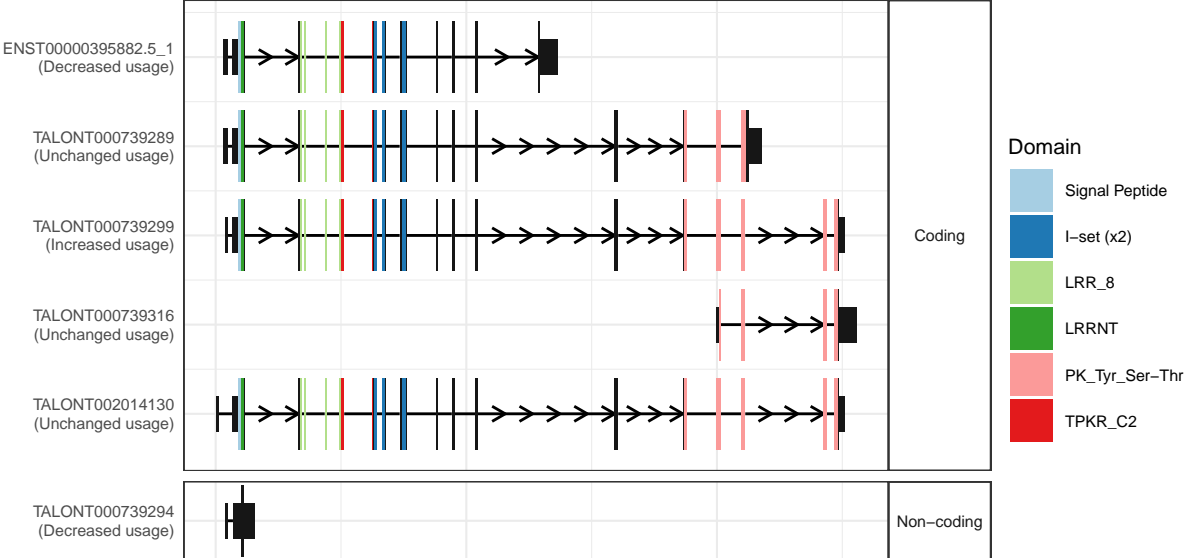 ENST00000395882.5_1
(Decreased usage)
TALONT000739289
(Unchanged usage)
TALONT000739299
(Increased usage)
TALONT000739316
(Unchanged usage)
TALONT002014130
(Unchanged usage)
Coding
TALONT000739294
(Decreased usage)
Non−coding
Domain
Signal Peptide
I−set (x2)
LRR_8
LRRNT
PK_Tyr_Ser−Thr
TPKR_C2